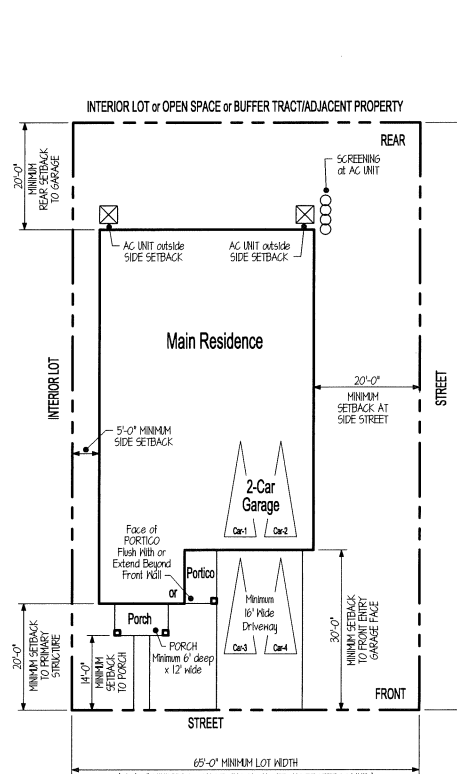 INTERIOR LOT or OPEN SPACE or BUFFER TRACT/ADJACENT PROPERTY
REAR
SCREENING
at AC UNIT
20'-0"
MINIMUM
REAR SETBACK
TO GARAGE
AC UNIT outside
SIDE SETBACK
AC UNIT outside
SIDE SETBACK
Main Residence
INTERIOR LOT
20'-0"
MINIMUM
SETBACK AT
SIDE STREET
STREET
5'-0" MINIMUM
SIDE SETBACK
2-Car
Garage
Car-1
Car-2
Face of
PORTICO
Flush With or
Extend Beyond
Front Wall
or
Portico
Minimum
16' Wide
Driveway
Car-3
Car-4
Porch
PORCH
Minimum 6' deep
x 12' wide
20'-0"
MINIMUM SETBACK
TO PRIMARY
STRUCTURE
14'-0"
MINIMUM
SETBACK
TO PORCH
30'-0"
MINIMUM SETBACK
TO FRONT ENTRY
GARAGE FACE
FRONT
STREET
65'-0" MINIMUM LOT WIDTH